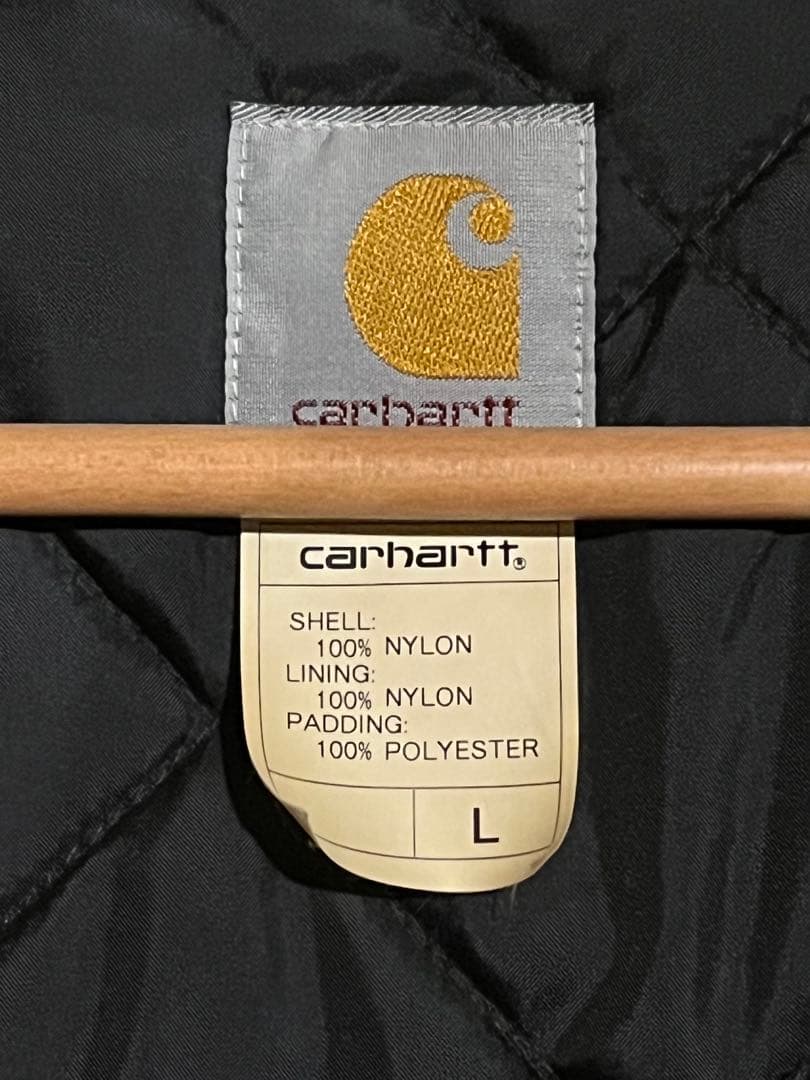 carhartt
carhartt®
SHELL:
100% NYLON
LINING:
100% NYLON
PADDING:
100% POLYESTER
L